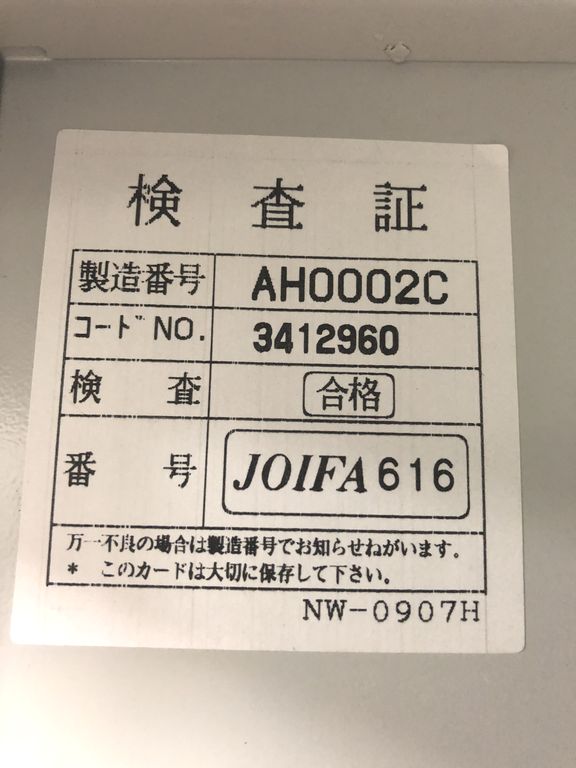 検査証
製造番号 AH0002C
コードNO. 3412960
検査 合格
番号 JOIFA616
万一不良の場合は製造番号でお知らせねがいます。
* このカードは大切に保存して下さい。
NW-0907H